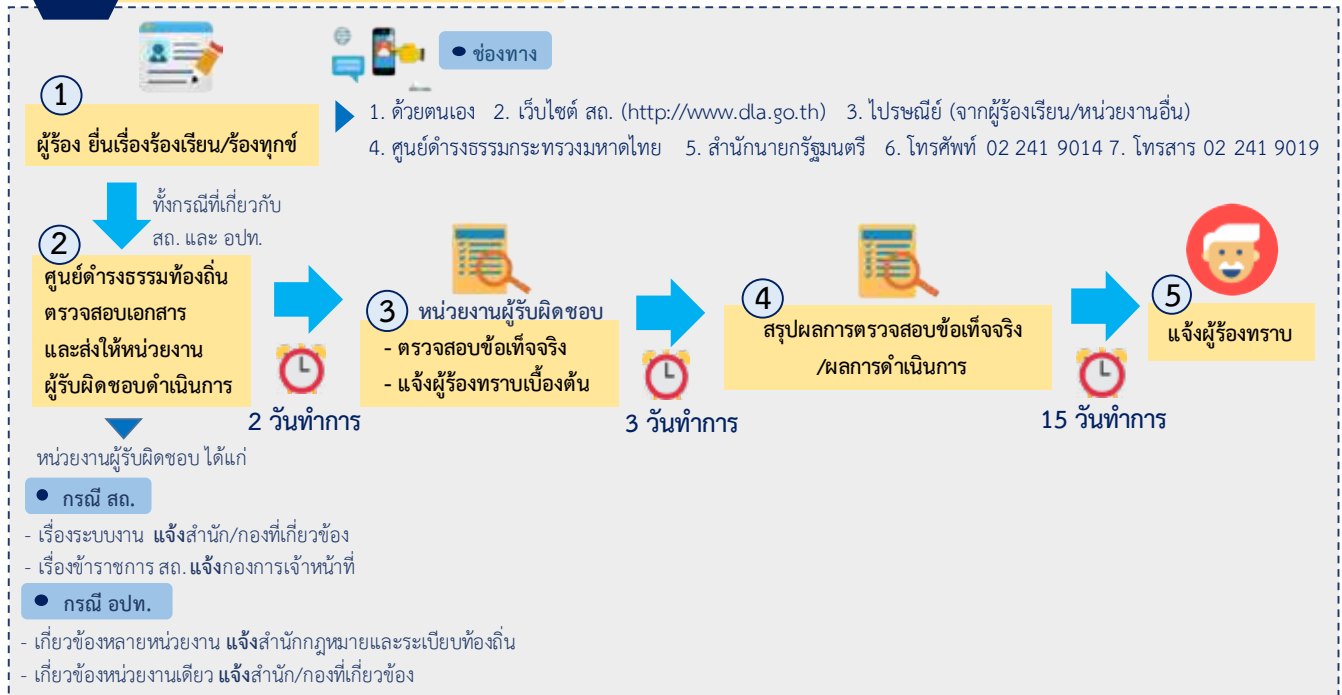 ● ช่องทาง
1
ผู้ร้อง ยื่นเรื่องร้องเรียน/ร้องทุกข์
1. ด้วยตนเอง 2. เว็บไซต์ สถ. (http://www.dla.go.th) 3. ไปรษณีย์ (จากผู้ร้องเรียน/หน่วยงานอื่น)
4. ศูนย์ดำรงธรรมกระทรวงมหาดไทย 5. สำนักนายกรัฐมนตรี 6. โทรศัพท์ 02 241 9014 7. โทรสาร 02 241 9019
ทั้งกรณีที่เกี่ยวกับ
สถ. และ อปท.
2
ศูนย์ดำรงธรรมท้องถิ่น
ตรวจสอบเอกสาร
และส่งให้หน่วยงาน
ผู้รับผิดชอบดำเนินการ
2 วันทำการ
3 หน่วยงานผู้รับผิดชอบ
- ตรวจสอบข้อเท็จจริง
- แจ้งผู้ร้องทราบเบื้องต้น
3 วันทำการ
4
สรุปผลการตรวจสอบข้อเท็จจริง
/ผลการดำเนินการ
15 วันทำการ
5
แจ้งผู้ร้องทราบ
หน่วยงานผู้รับผิดชอบ ได้แก่
● กรณี สถ.
- เรื่องระบบงาน แจ้งสำนัก/กองที่เกี่ยวข้อง
- เรื่องข้าราชการ สถ. แจ้งกองการเจ้าหน้าที่
● กรณี อปท.
- เกี่ยวข้องหลายหน่วยงาน แจ้งสำนักกฎหมายและระเบียบท้องถิ่น
- เกี่ยวข้องหน่วยงานเดียว แจ้งสำนัก/กองที่เกี่ยวข้อง